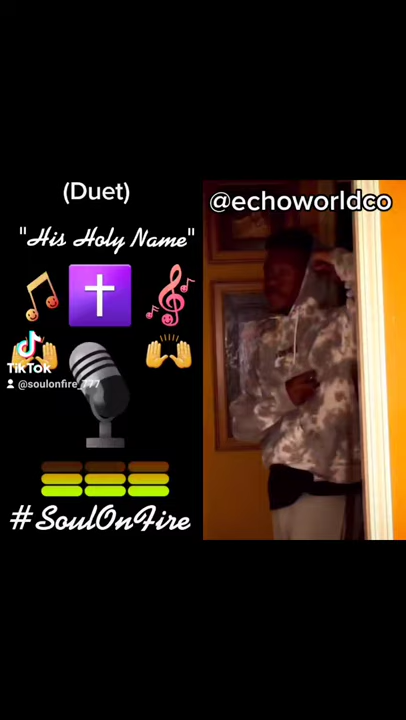 (Duet)
@echoworldco
"His Holy Name"
TikTok
@soulonfire_777
#SoulOnFire